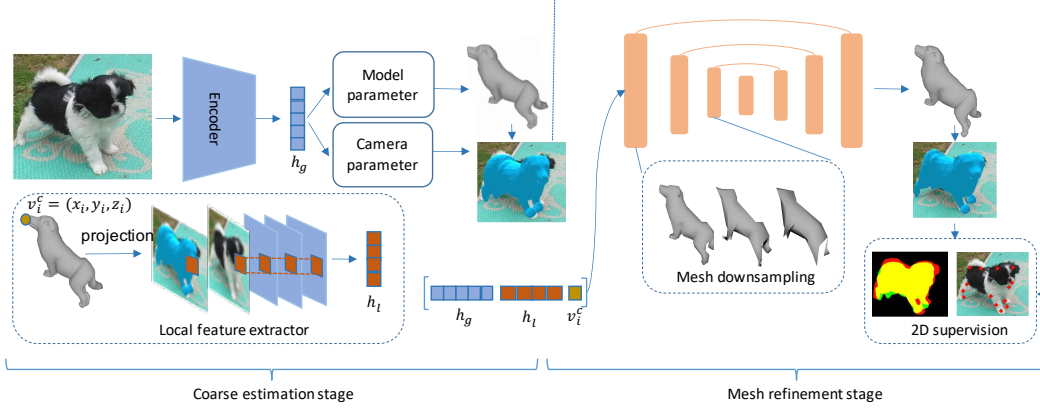 Encoder
h_g
Model
parameter
Camera
parameter
v_i^c = (x_i, y_i, z_i)
projection
h_l
Local feature extractor
h_g
h_l
v_i^c
Coarse estimation stage
Mesh downsampling
2D supervision
Mesh refinement stage